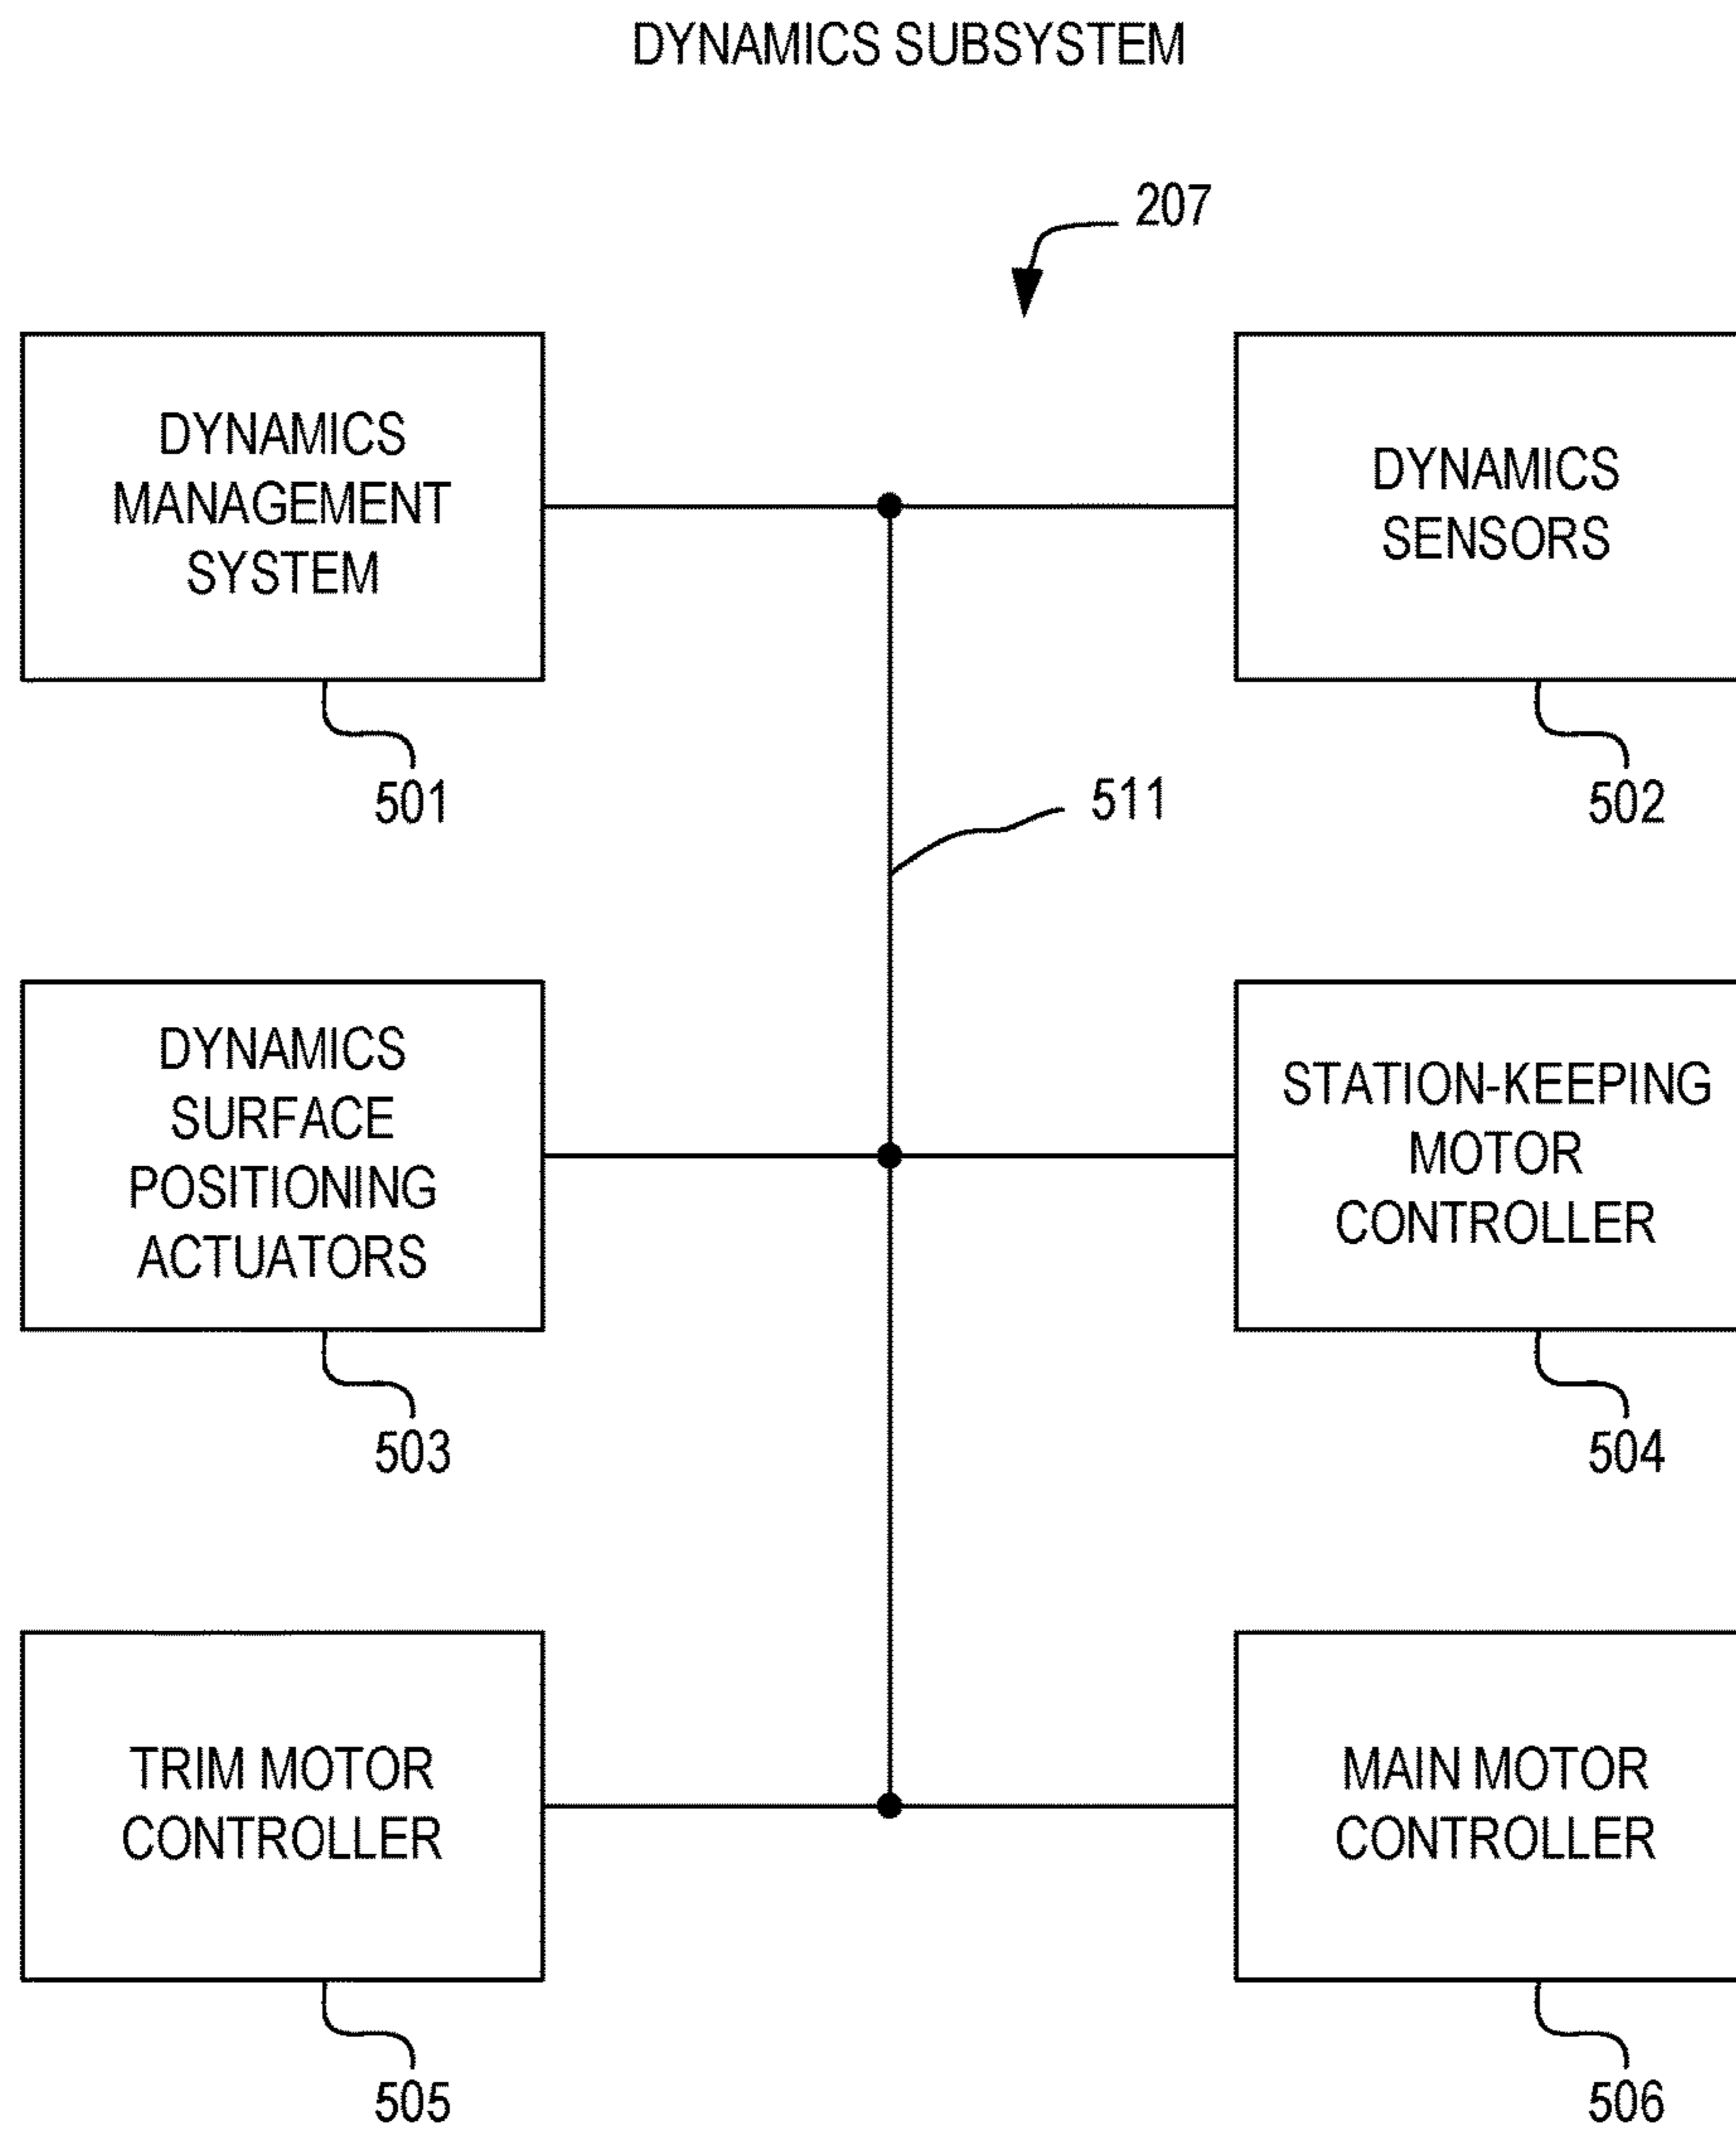 DYNAMICS SUBSYSTEM
207
DYNAMICS
MANAGEMENT
SYSTEM
501
DYNAMICS
SENSORS
502
511
DYNAMICS
SURFACE
POSITIONING
ACTUATORS
503
STATION-KEEPING
MOTOR
CONTROLLER
504
TRIM MOTOR
CONTROLLER
505
MAIN MOTOR
CONTROLLER
506